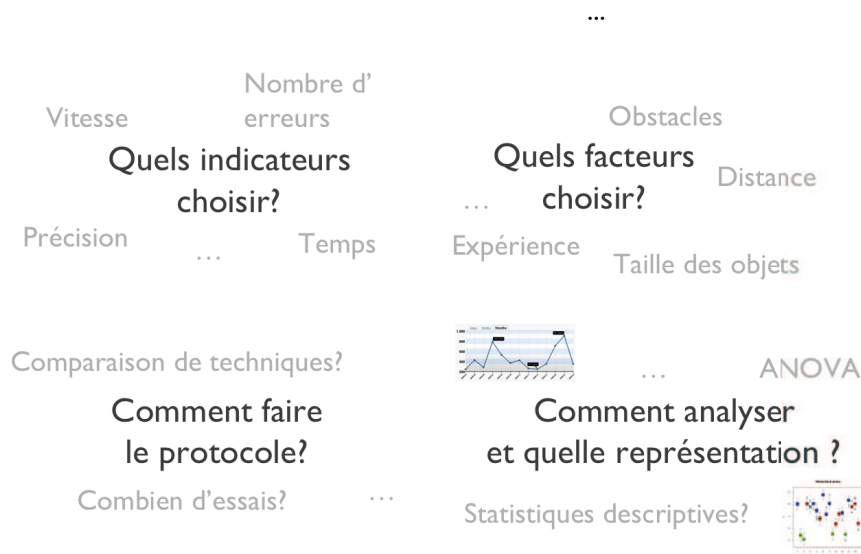 ...
Nombre d'
Vitesse
erreurs
Quels indicateurs
choisir?
Précision
...
Temps
Obstacles
Quels facteurs
choisir?
Distance
...
Expérience
Taille des objets
Comparaison de techniques?
Comment faire
le protocole?
Combien d'essais?
...
...
ANOVA
Comment analyser
et quelle représentation ?
Statistiques descriptives?